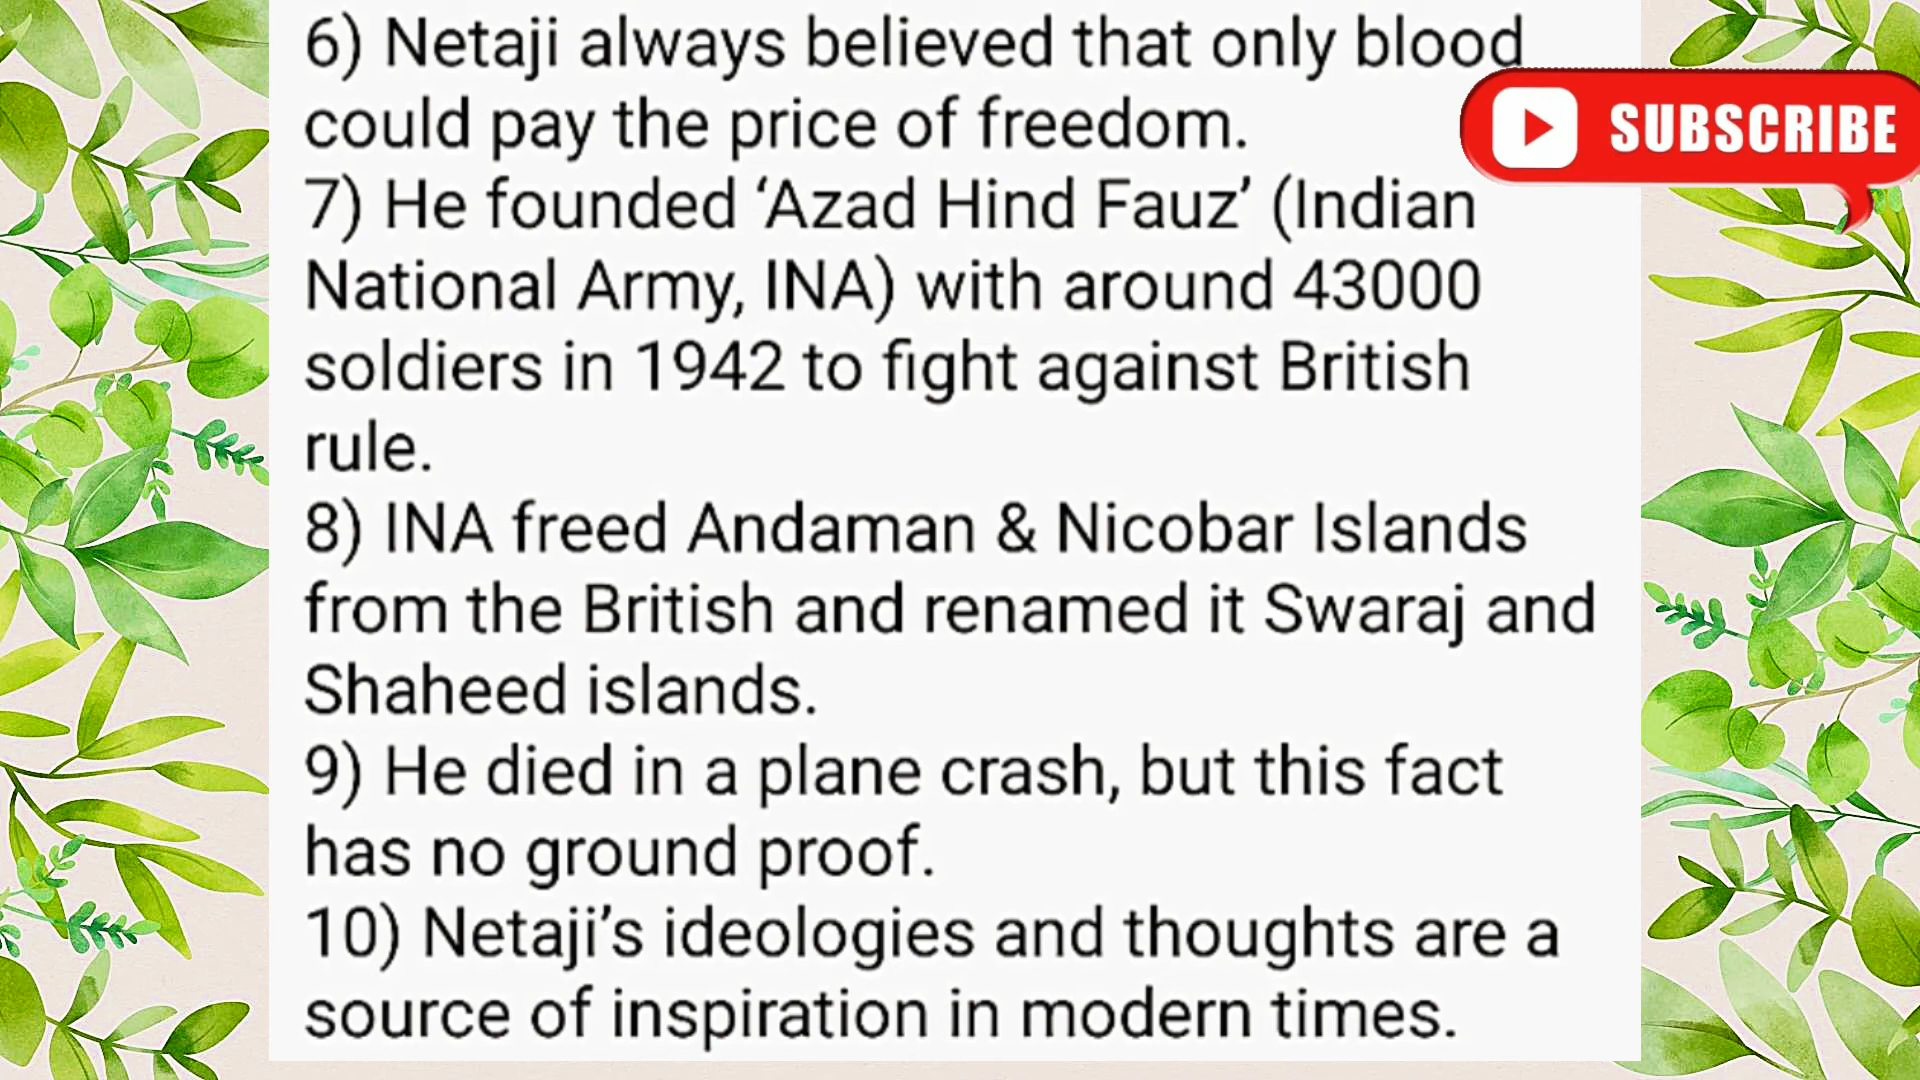 6) Netaji always believed that only blood
could pay the price of freedom.
SUBSCRIBE
7) He founded ‘Azad Hind Fauz’ (Indian
National Army, INA) with around 43000
soldiers in 1942 to fight against British
rule.
8) INA freed Andaman & Nicobar Islands
from the British and renamed it Swaraj and
Shaheed islands.
9) He died in a plane crash, but this fact
has no ground proof.
10) Netaji’s ideologies and thoughts are a
source of inspiration in modern times.